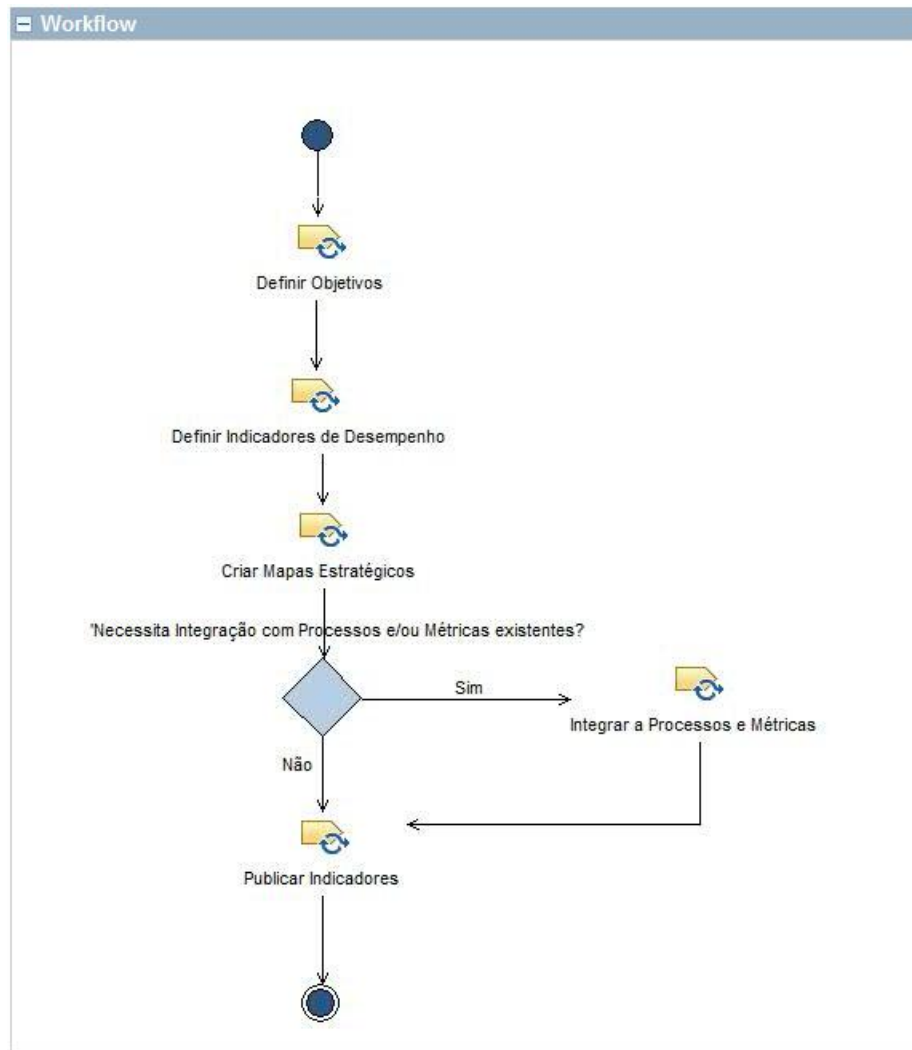 Workflow
Definir Objetivos
Definir Indicadores de Desempenho
Criar Mapas Estratégicos
'Necessita Integração com Processos e/ou Métricas existentes?
Sim
Integrar a Processos e Métricas
Não
Publicar Indicadores